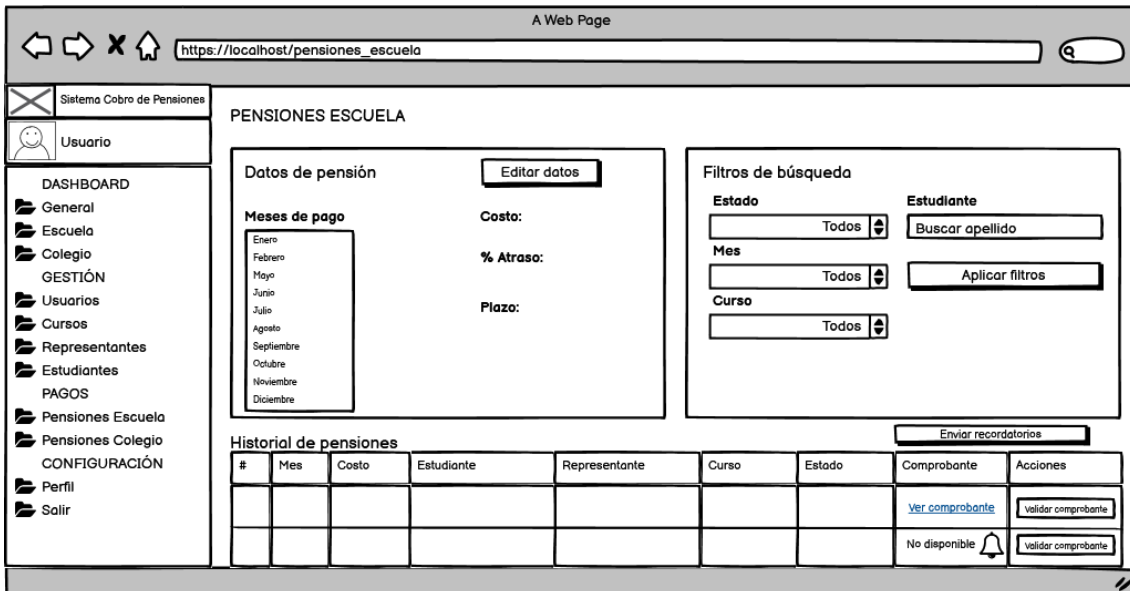 A Web Page
https://localhost/pensiones_escuela
Sistema Cobro de Pensiones
Usuario
DASHBOARD
General
Escuela
Colegio
GESTIÓN
Usuarios
Cursos
Representantes
Estudiantes
PAGOS
Pensiones Escuela
Pensiones Colegio
CONFIGURACIÓN
Perfil
Salir
PENSIONES ESCUELA
Datos de pensión
Editar datos
Meses de pago
Enero
Febrero
Mayo
Junio
Julio
Agosto
Septiembre
Octubre
Noviembre
Diciembre
Costo:
% Atraso:
Plazo:
Filtros de búsqueda
Estado
Todos
Mes
Todos
Curso
Todos
Estudiante
Buscar apellido
Aplicar filtros
Historial de pensiones
Enviar recordatorios
# Mes Costo Estudiante Representante Curso Estado Comprobante Acciones
Ver comprobante Validar comprobante
No disponible Validar comprobante